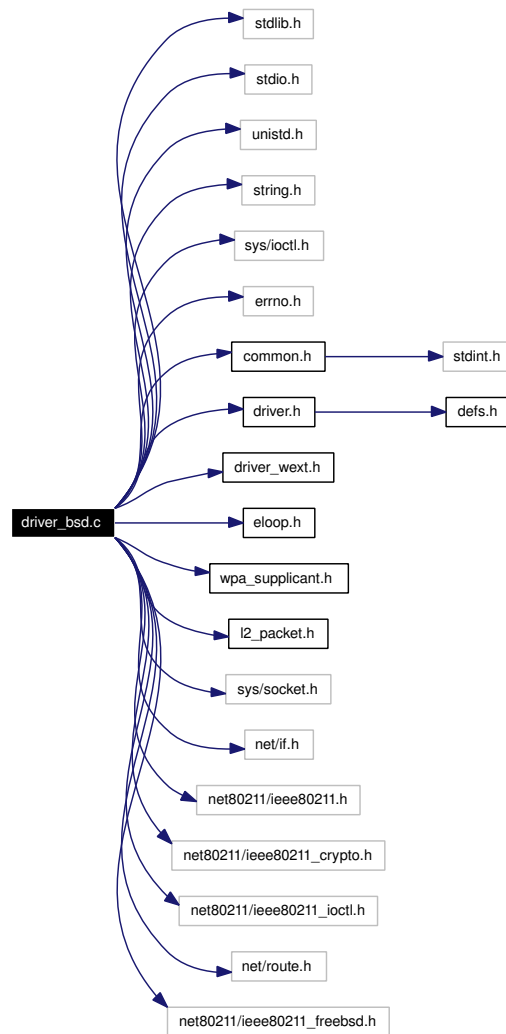 stdlib.h
stdio.h
unistd.h
string.h
sys/ioctl.h
errno.h
common.h
stdint.h
driver.h
defs.h
driver_wext.h
driver_bsd.c
eloop.h
wpa_supplicant.h
l2_packet.h
sys/socket.h
net/if.h
net80211/ieee80211.h
net80211/ieee80211_crypto.h
net80211/ieee80211_ioctl.h
net/route.h
net80211/ieee80211_freebsd.h